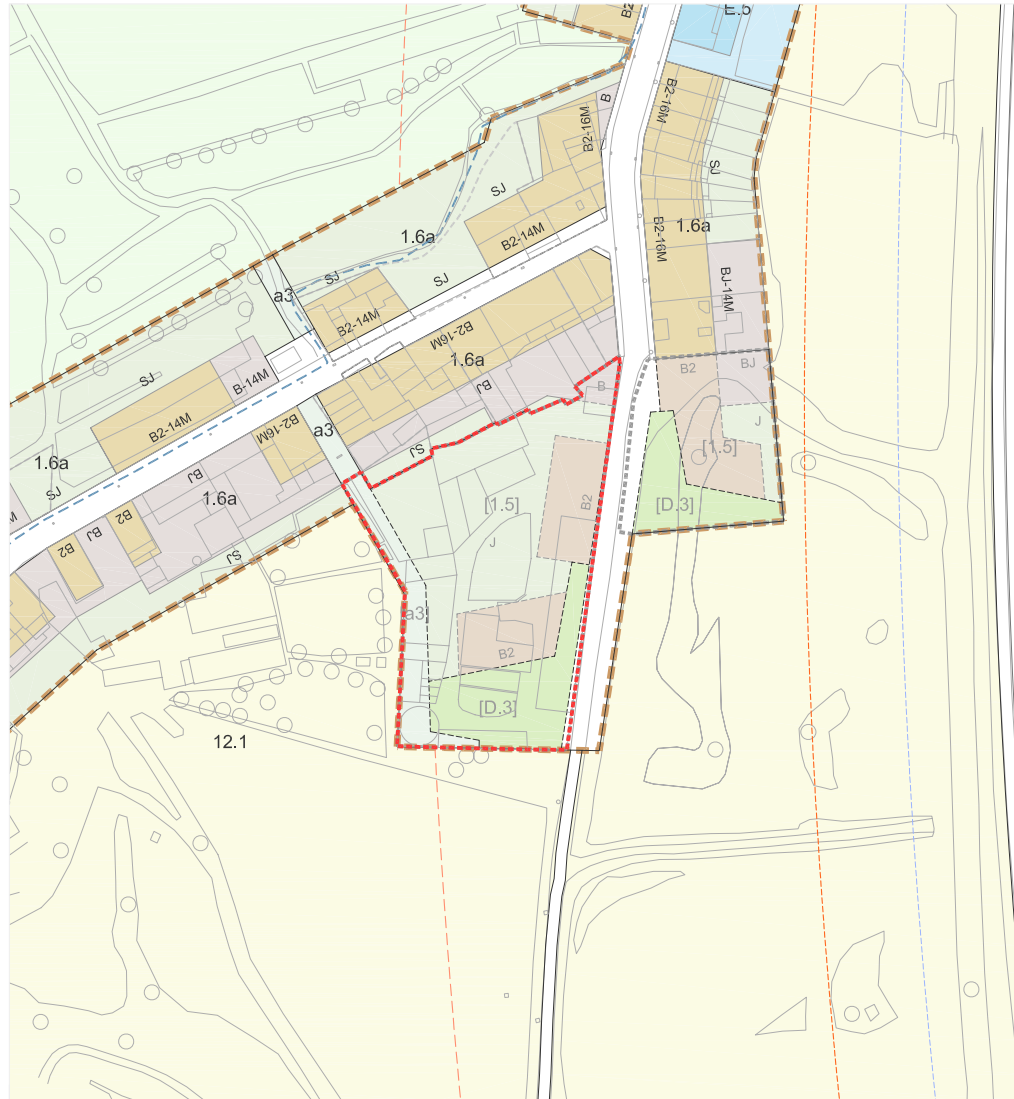 E.5
B2
B2-16M
B
B2-16M
SJ
SJ
1.6a
1.6a
B2-14M
B2-16M
SJ
SJ
a3
BJ-14M
B2-14M
B2-16M
1.6a
B2
BJ
SJ
B-14M
BJ
B
J
B2-14M
B2-16M
a3
[1.5]
1.6a
SJ
BJ
SJ
1.6a
[1.5]
B2
[D.3]
M
B2
BJ
B2
SJ
J
a3]
B2
[D.3]
12.1